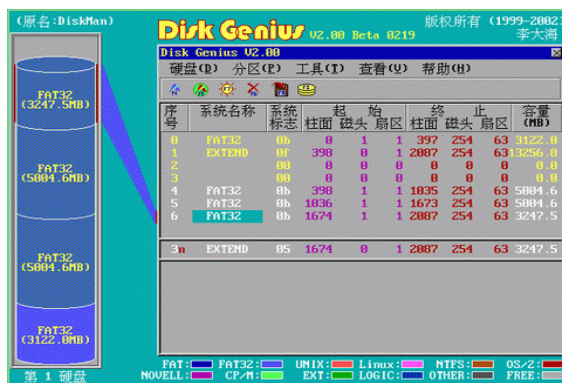 (原名:DiskMan)
Disk Genius V2.00 Beta 0219
版权所有 (1999-2002)
李大海
Disk Genius V2.00
硬盘(D) 分区(P) 工具(T) 查看(V) 帮助(H)
序号 系统名称 系统标志 起始 柱面 磁头 扇区 终止 柱面 磁头 扇区 容量(MB)
0 FAT32 0b 0 1 1 397 254 63 3122.0
1 EXTEND 0f 398 0 1 2087 254 63 13256.8
2 00 0 0 0 0 0 0 0.0
3 00 0 0 0 0 0 0 0.0
4 FAT32 0b 398 1 1 1035 254 63 5004.6
5 FAT32 0b 1036 1 1 1673 254 63 5004.6
6 FAT32 0b 1674 1 1 2087 254 63 3247.5
3n EXTEND 05 1674 0 1 2087 254 63 3247.5
FAT32
(3247.5MB)
FAT32
(5004.6MB)
FAT32
(5004.6MB)
FAT32
(3122.0MB)
第 1 硬盘
FAT: FAT32: UNIX: Linux: NTFS: OS/2:
NOVELL: CP/M: EXT: LOGIC: OTHER: FREE: